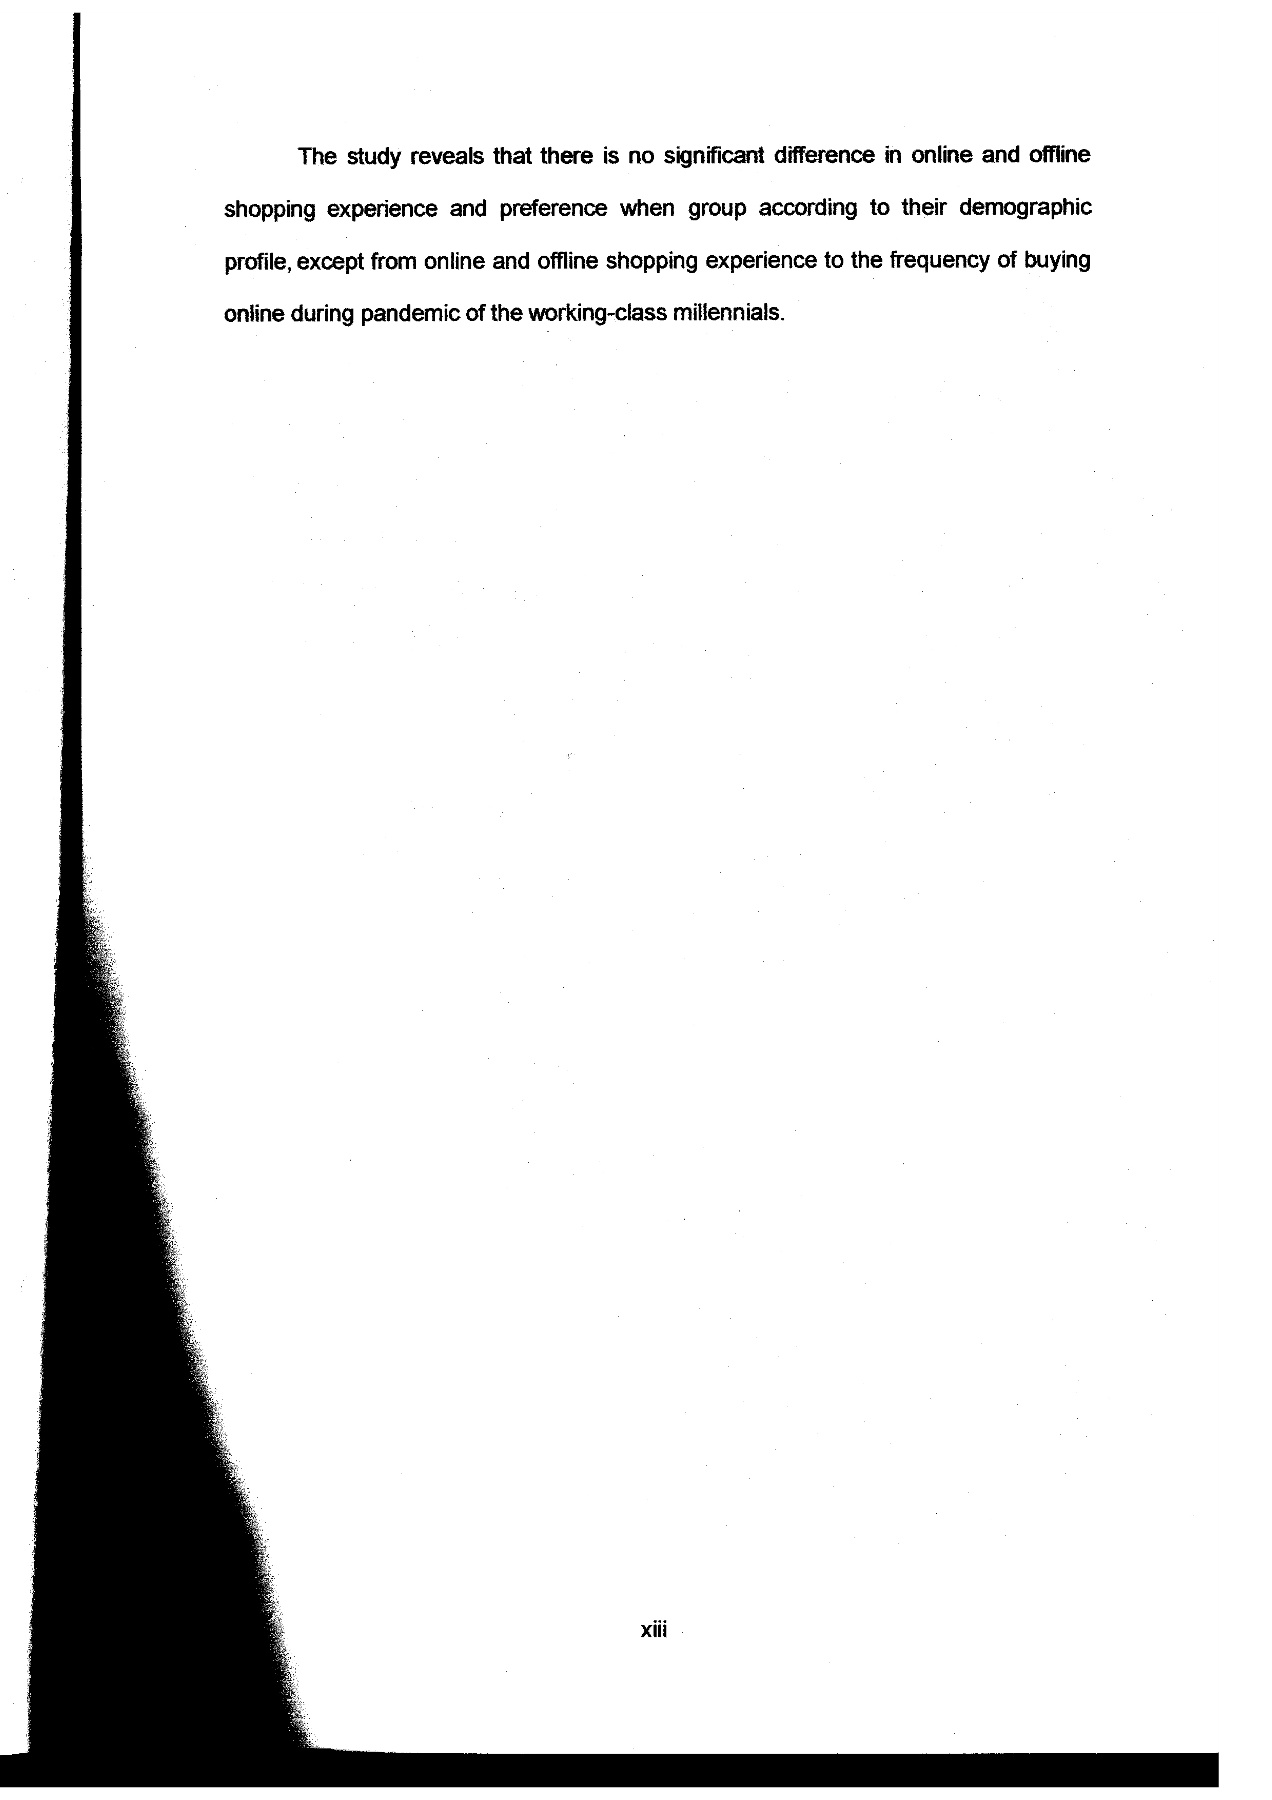 The study reveals that there is no significant difference in online and offline
shopping experience and preference when group according to their demographic
profile, except from online and offline shopping experience to the frequency of buying
online during pandemic of the working-class millennials.
xiii